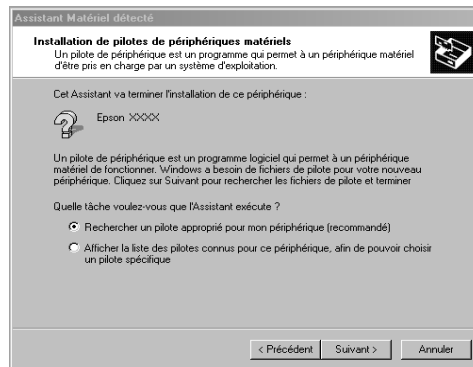 Assistant Matériel détecté
Installation de pilotes de périphériques matériels
Un pilote de périphérique est un programme qui permet à un périphérique matériel
d'être pris en charge par un système d'exploitation.
Cet Assistant va terminer l'installation de ce périphérique :
Epson XXXX
Un pilote de périphérique est un programme logiciel qui permet à un périphérique
matériel de fonctionner. Windows a besoin de fichiers de pilote pour votre nouveau
périphérique. Cliquez sur Suivant pour rechercher les fichiers de pilote et terminer
Quelle tâche voulez-vous que l'Assistant exécute ?
Rechercher un pilote approprié pour mon périphérique (recommandé)
Afficher la liste des pilotes connus pour ce périphérique, afin de pouvoir choisir
un pilote spécifique
< Précédent Suivant > Annuler